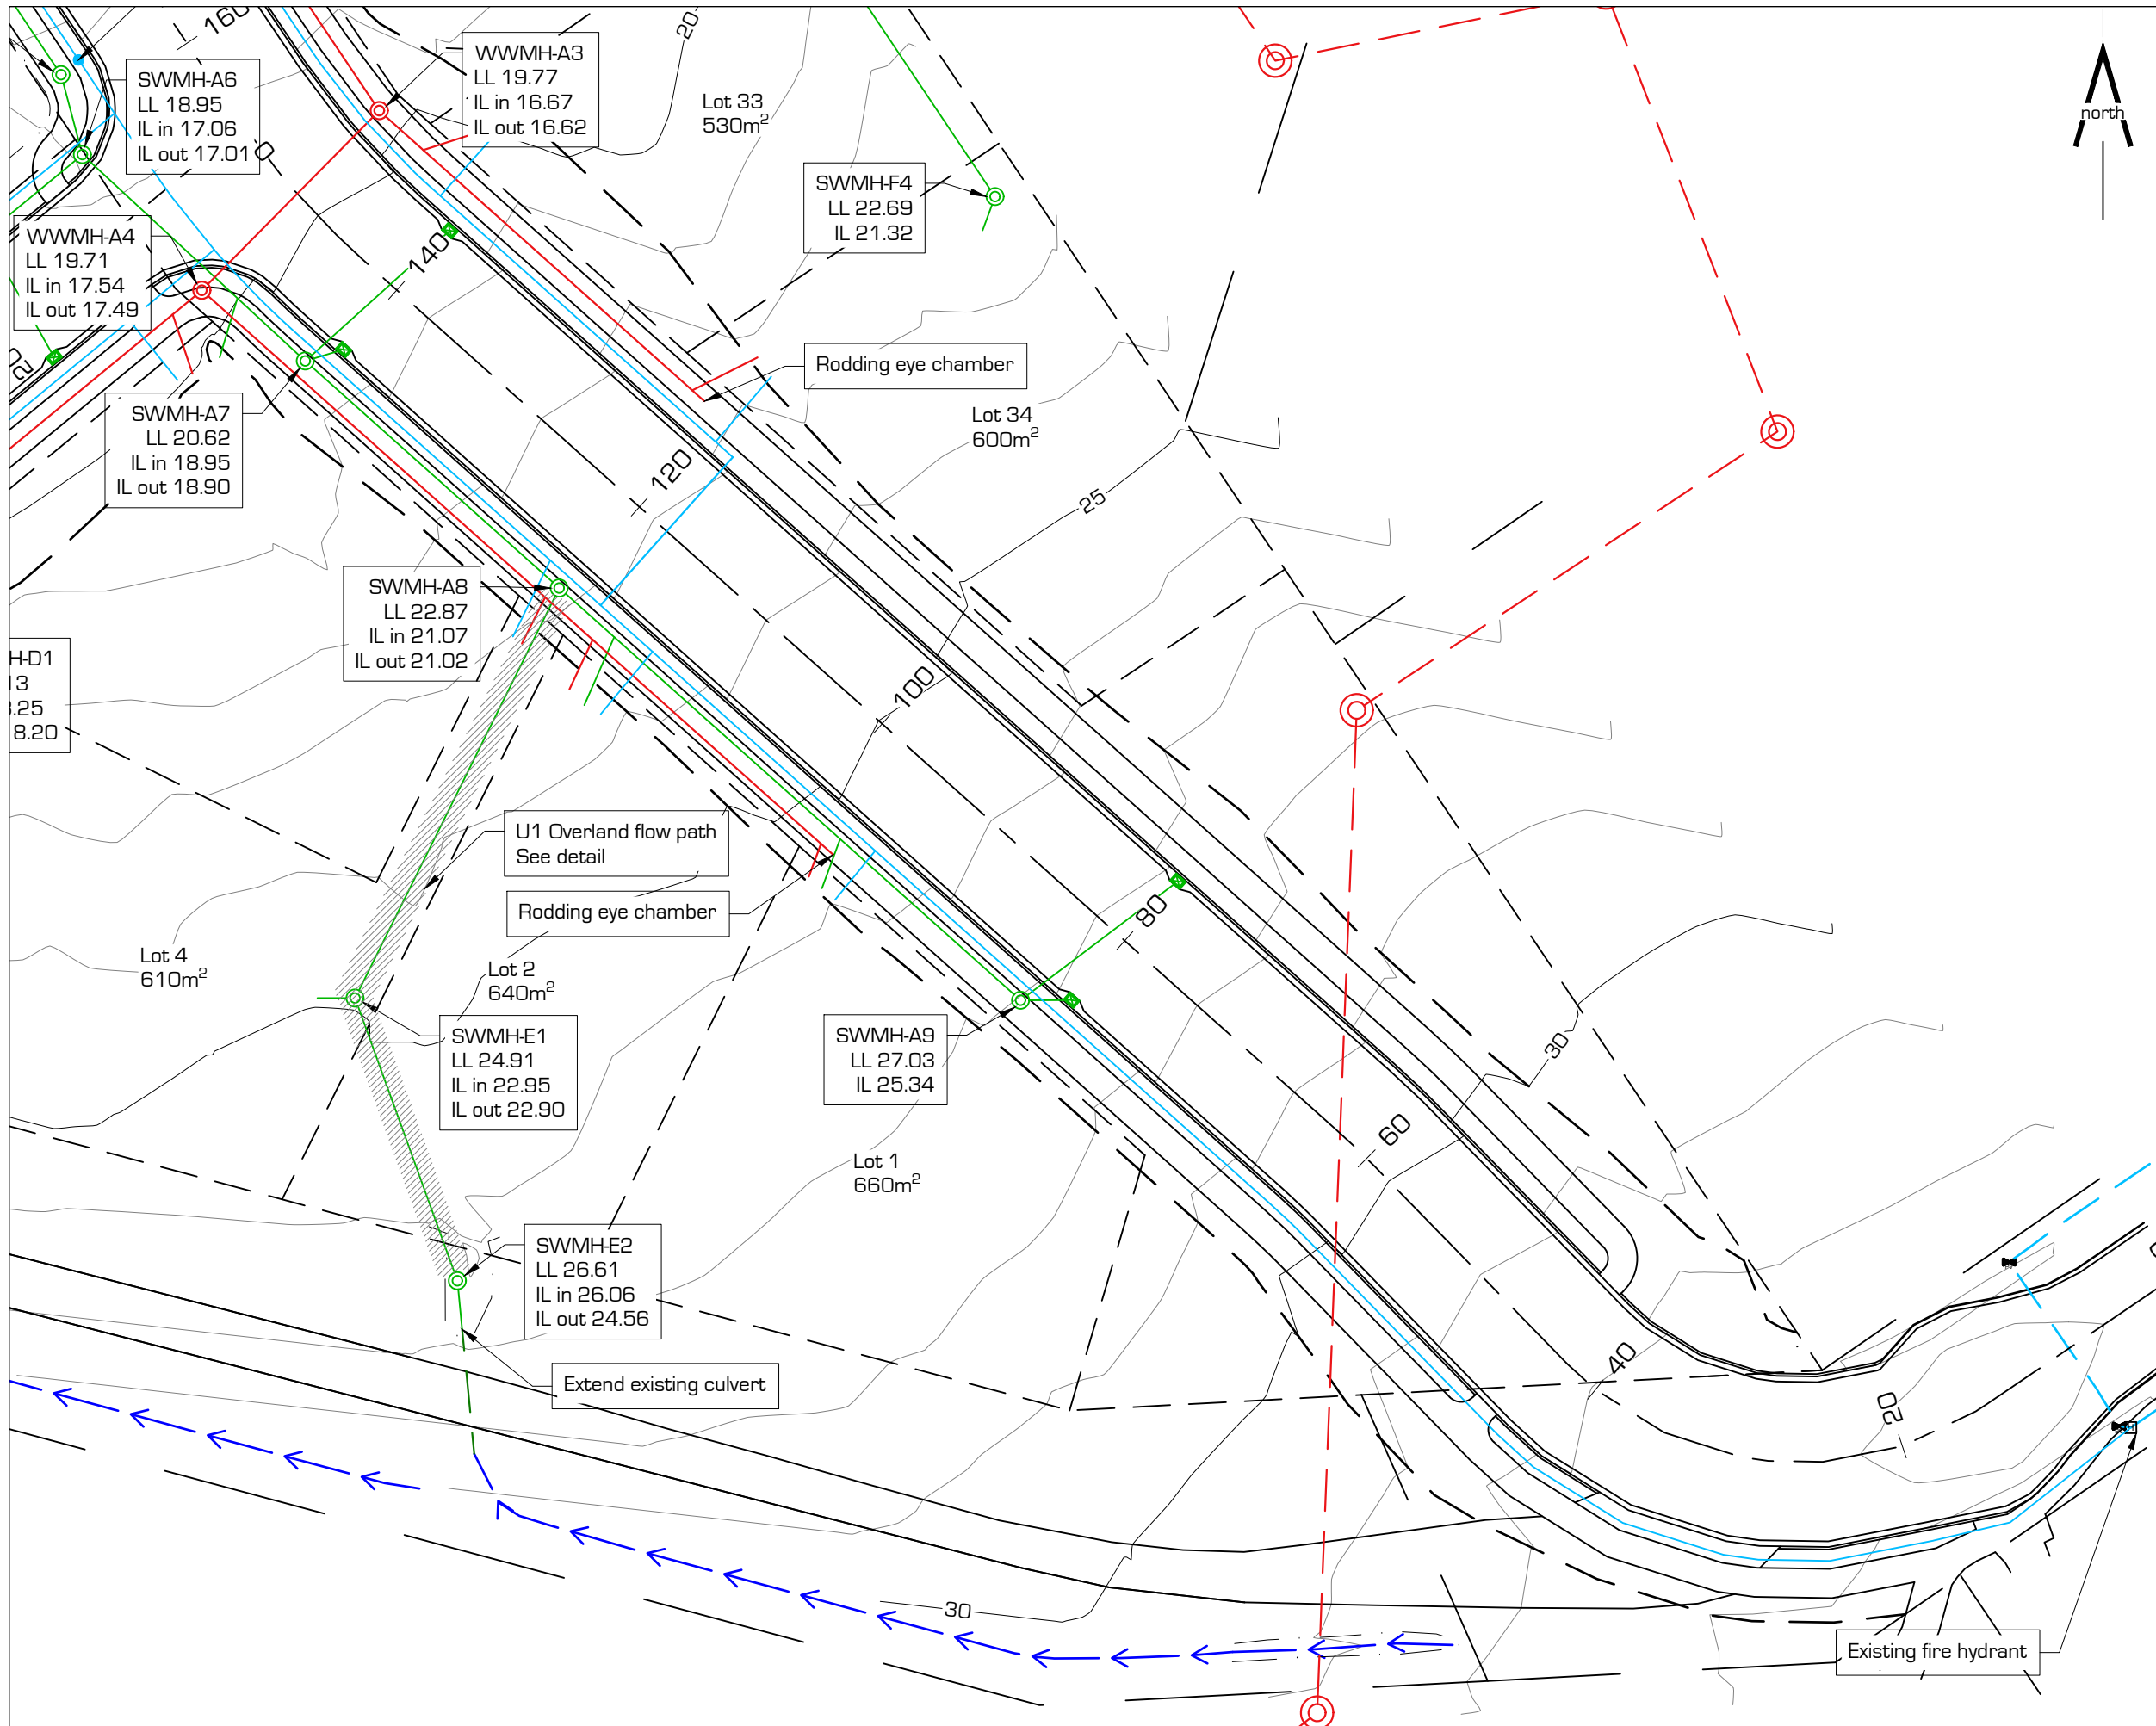 160
20
north
SWMH-A6
LL 18.95
IL in 17.06
IL out 17.01
WWMH-A3
LL 19.77
IL in 16.67
IL out 16.62
Lot 33
530m²
SWMH-F4
LL 22.69
IL 21.32
WWMH-A4
LL 19.71
IL in 17.54
IL out 17.49
140
Rodding eye chamber
SWMH-A7
LL 20.62
IL in 18.95
IL out 18.90
Lot 34
600m²
120
25
SWMH-A8
LL 22.87
IL in 21.07
IL out 21.02
H-D1
13
.25
8.20
100
U1 Overland flow path
See detail
Rodding eye chamber
80
Lot 4
610m²
Lot 2
640m²
SWMH-E1
LL 24.91
IL in 22.95
IL out 22.90
SWMH-A9
LL 27.03
IL 25.34
30
60
Lot 1
660m²
SWMH-E2
LL 26.61
IL in 26.06
IL out 24.56
Extend existing culvert
40
20
30
Existing fire hydrant